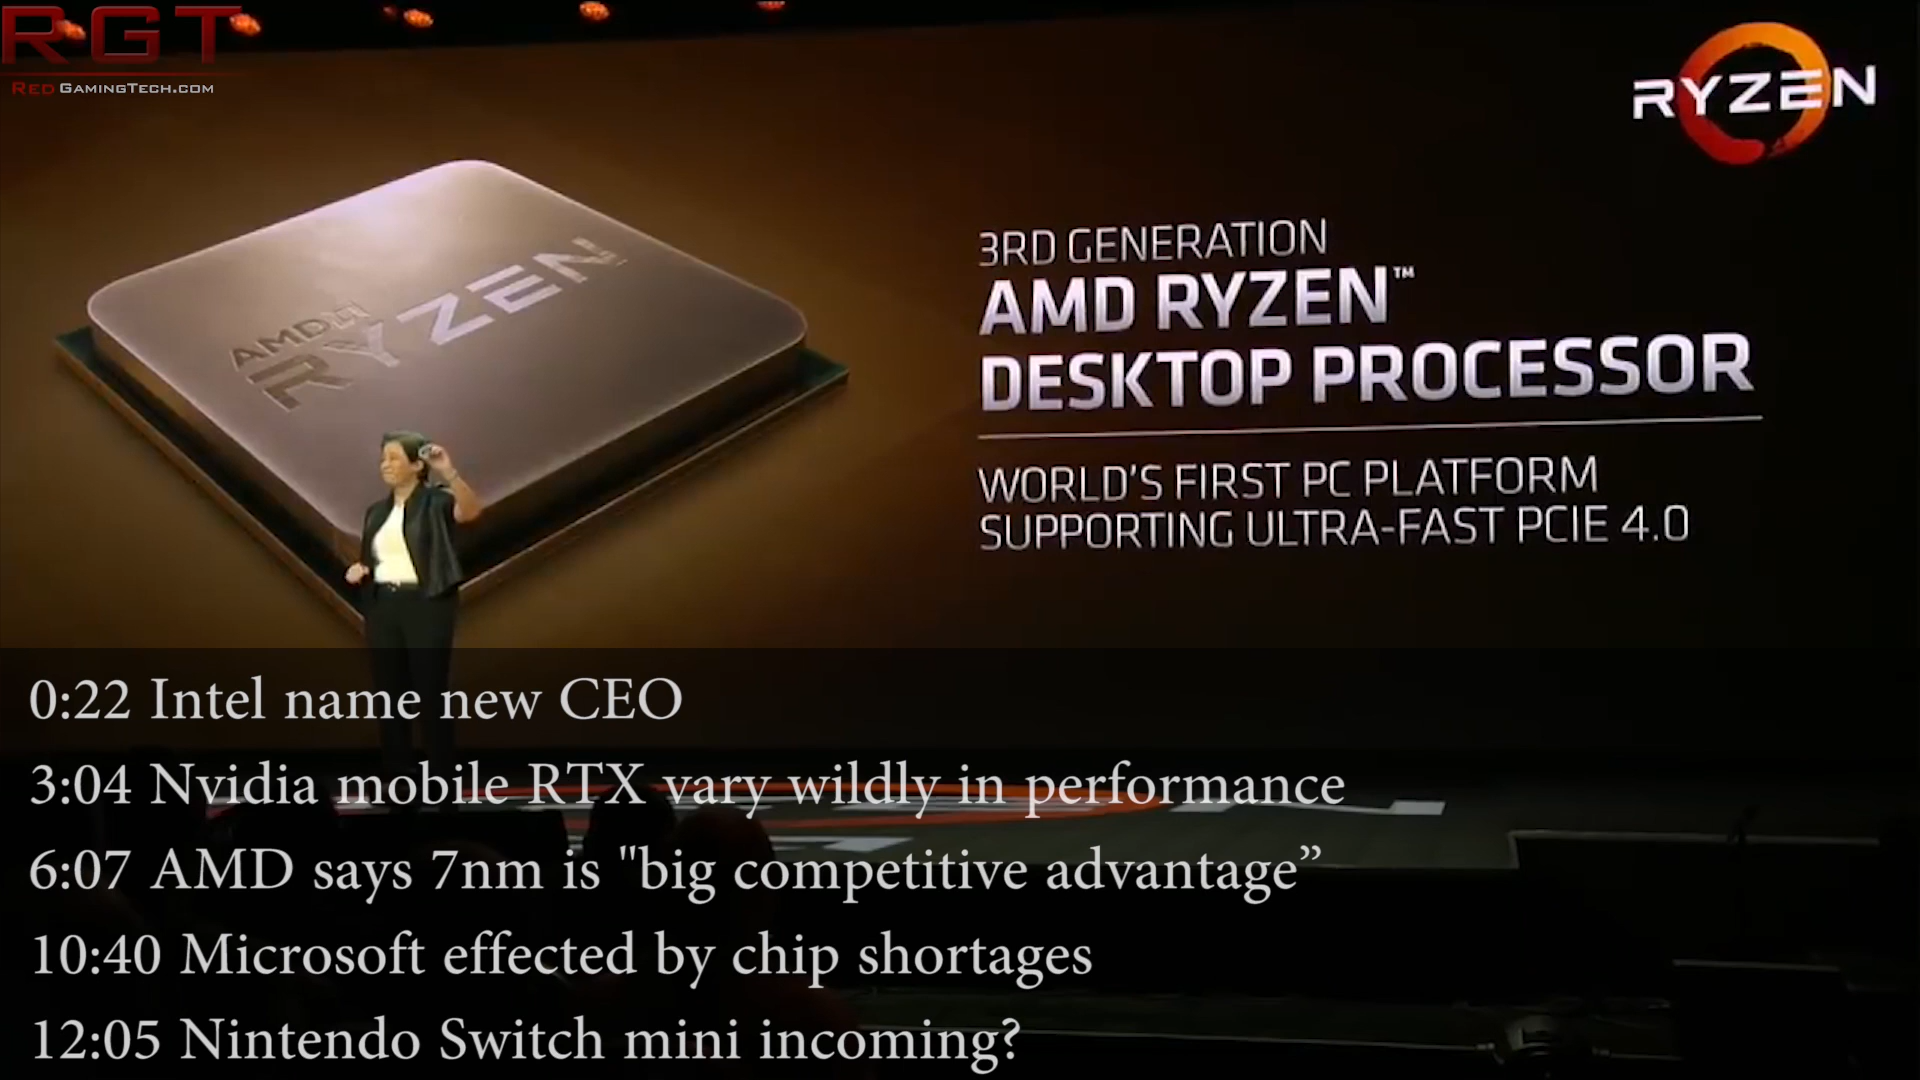 RGT
REDGAMINGTECH.COM
RYZEN
AMD
RYZEN
3RD GENERATION
AMD RYZEN™
DESKTOP PROCESSOR
WORLD'S FIRST PC PLATFORM
SUPPORTING ULTRA-FAST PCIE 4.0
0:22 Intel name new CEO
3:04 Nvidia mobile RTX vary wildly in performance
6:07 AMD says 7nm is "big competitive advantage”
10:40 Microsoft effected by chip shortages
12:05 Nintendo Switch mini incoming?